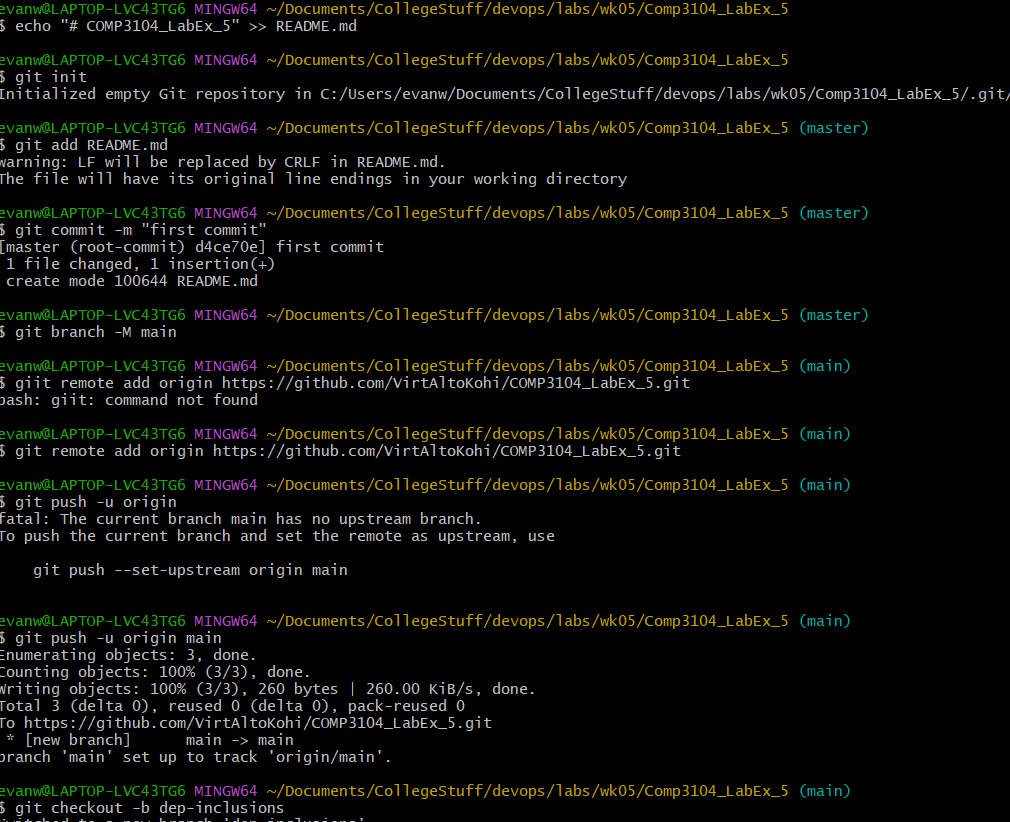 evanw@LAPTOP-LVC43TG6 MINGW64 ~/Documents/CollegeStuff/devops/labs/wk05/Comp3104_LabEx_5
$ echo "# COMP3104_LabEx_5" >> README.md
evanw@LAPTOP-LVC43TG6 MINGW64 ~/Documents/CollegeStuff/devops/labs/wk05/Comp3104_LabEx_5
$ git init
Initialized empty Git repository in C:/Users/evanw/Documents/CollegeStuff/devops/labs/wk05/Comp3104_LabEx_5/.git/
evanw@LAPTOP-LVC43TG6 MINGW64 ~/Documents/CollegeStuff/devops/labs/wk05/Comp3104_LabEx_5 (master)
$ git add README.md
warning: LF will be replaced by CRLF in README.md.
The file will have its original line endings in your working directory
evanw@LAPTOP-LVC43TG6 MINGW64 ~/Documents/CollegeStuff/devops/labs/wk05/Comp3104_LabEx_5 (master)
$ git commit -m "first commit"
[master (root-commit) d4ce70e] first commit
1 file changed, 1 insertion(+)
create mode 100644 README.md
evanw@LAPTOP-LVC43TG6 MINGW64 ~/Documents/CollegeStuff/devops/labs/wk05/Comp3104_LabEx_5 (master)
$ git branch -M main
evanw@LAPTOP-LVC43TG6 MINGW64 ~/Documents/CollegeStuff/devops/labs/wk05/Comp3104_LabEx_5 (main)
$ giit remote add origin https://github.com/VirtAltoKohi/COMP3104_LabEx_5.git
bash: giit: command not found
evanw@LAPTOP-LVC43TG6 MINGW64 ~/Documents/CollegeStuff/devops/labs/wk05/Comp3104_LabEx_5 (main)
$ git remote add origin https://github.com/VirtAltoKohi/COMP3104_LabEx_5.git
evanw@LAPTOP-LVC43TG6 MINGW64 ~/Documents/CollegeStuff/devops/labs/wk05/Comp3104_LabEx_5 (main)
$ git push -u origin
fatal: The current branch main has no upstream branch.
To push the current branch and set the remote as upstream, use
git push --set-upstream origin main
evanw@LAPTOP-LVC43TG6 MINGW64 ~/Documents/CollegeStuff/devops/labs/wk05/Comp3104_LabEx_5 (main)
$ git push -u origin main
Enumerating objects: 3, done.
Counting objects: 100% (3/3), done.
Writing objects: 100% (3/3), 260 bytes | 260.00 KiB/s, done.
Total 3 (delta 0), reused 0 (delta 0), pack-reused 0
To https://github.com/VirtAltoKohi/COMP3104_LabEx_5.git
* [new branch]      main -> main
branch 'main' set up to track 'origin/main'.
evanw@LAPTOP-LVC43TG6 MINGW64 ~/Documents/CollegeStuff/devops/labs/wk05/Comp3104_LabEx_5 (main)
$ git checkout -b dep-inclusions